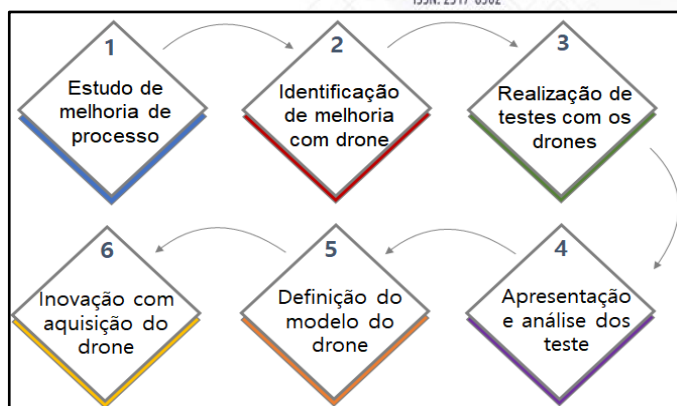 1
Estudo de
melhoria de
processo
2
Identificação
de melhoria
com drone
3
Realização de
testes com os
drones
4
Apresentação
e análise dos
teste
5
Definição do
modelo do
drone
6
Inovação com
aquisição do
drone